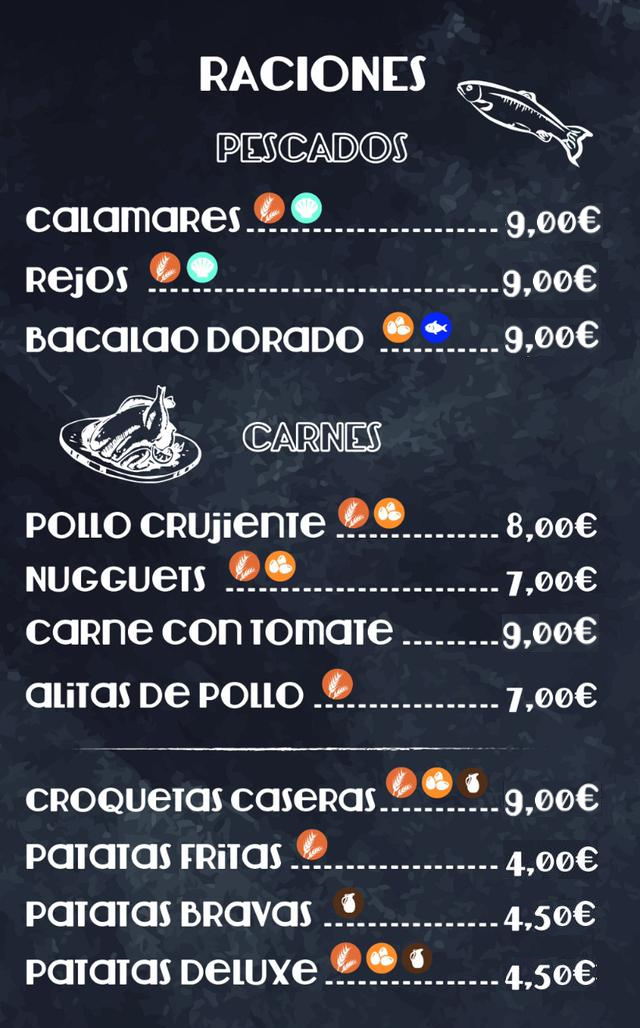 RACIONES
PESCADOS
CALAMARES 9,00€
REJOS 9,00€
BACALAO DORADO 9,00€
CARNES
POLLO CRUJIENTE 8,00€
NUGGUETS 7,00€
CARNE CON TOMATE 9,00€
ALITAS DE POLLO 7,00€
CROQUETAS CASERAS 9,00€
PATATAS FRITAS 4,00€
PATATAS BRAVAS 4,50€
PATATAS DELUXE 4,50€